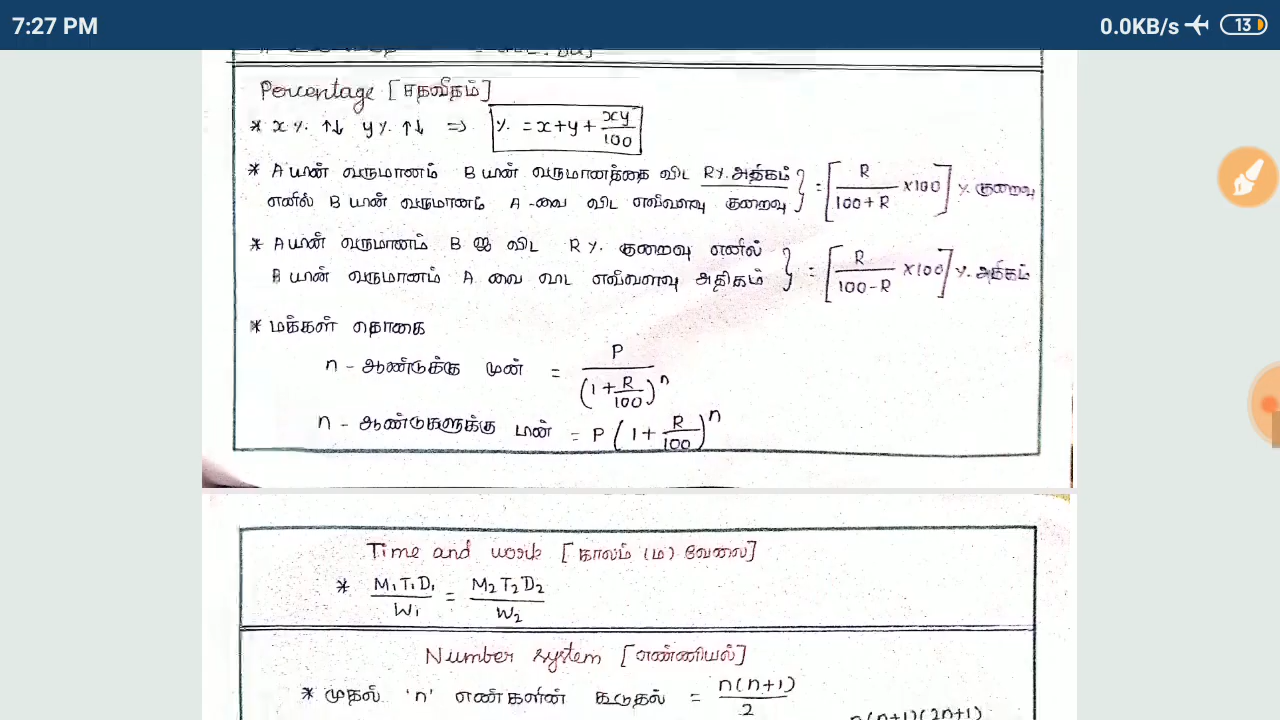 7:27 PM
0.0KB/s 13
Percentage [சதவீதம்]
* x % ↑↓ y % ↑↓ => % = x+y+ xy/100
* A யின் வருமானம் B யின் வருமானத்தை விட R% அதிகம்
எனில் B யின் வருமானம் A -வை விட எவ்வளவு குறைவு } = [R/(100+R) ×100] % குறைவு
* A யின் வருமானம் B ஐ விட R % குறைவு எனில்
B யின் வருமானம் A வை விட எவ்வளவு அதிகம் } = [R/(100-R) ×100] % அதிகம்
* மக்கள் தொகை
n - ஆண்டுக்கு முன் = P/(1+R/100)^n
n - ஆண்டுகளுக்கு பின் = P(1+R/100)^n
Time and work [காலம் (ம) வேலை]
* M₁T₁D₁/W₁ = M₂T₂D₂/W₂
Number system [எண்ணியல்]
* முதல் 'n' எண்களின் கூடுதல் = n(n+1)/2
n(n+1)(2n+1)